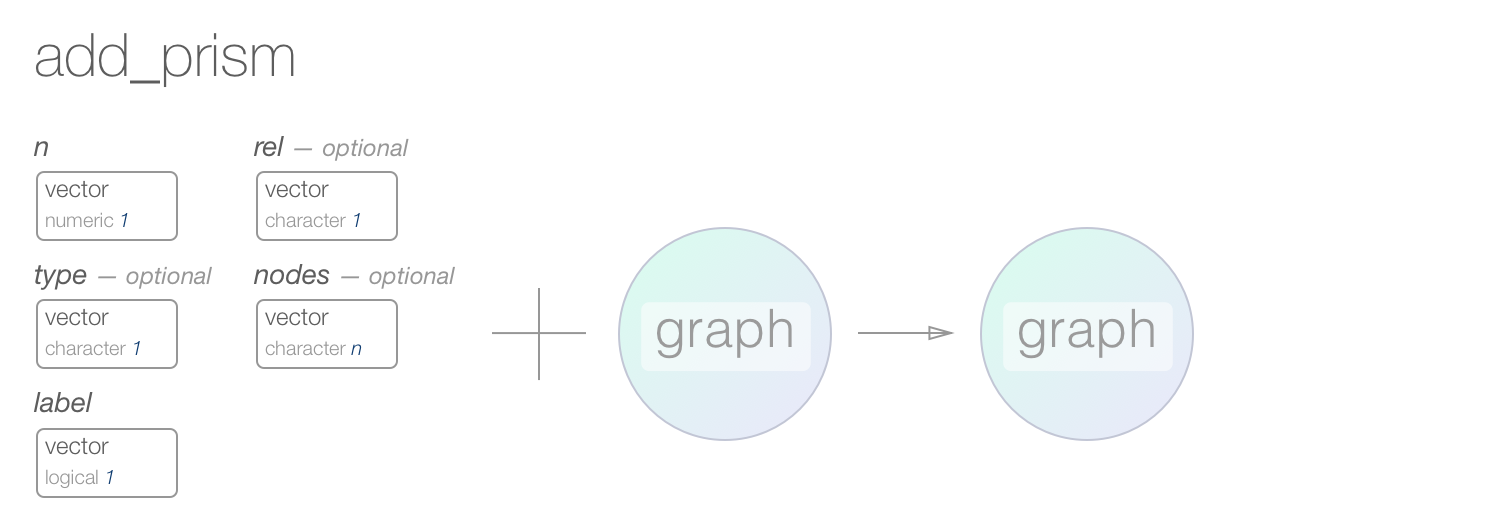 add_prism
n
vector
numeric 1
rel — optional
vector
character 1
type — optional
vector
character 1
nodes — optional
vector
character n
label
vector
logical 1
graph
graph